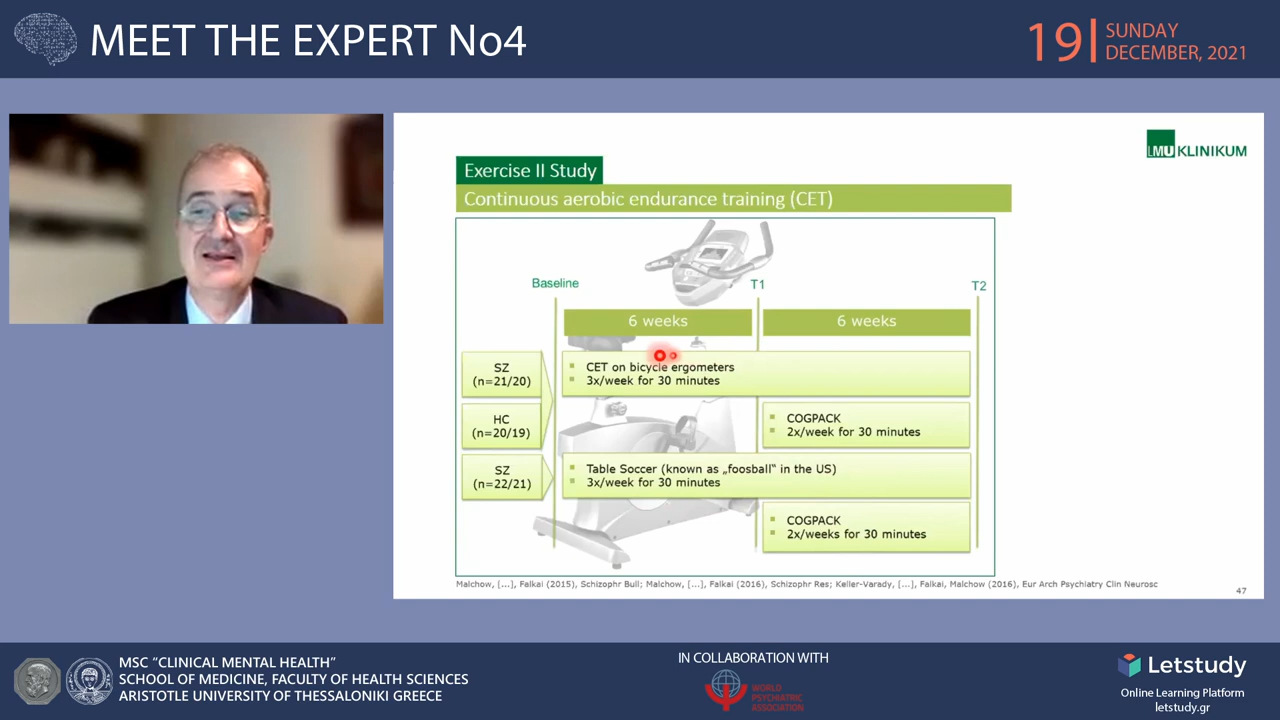 MEET THE EXPERT No4
19
SUNDAY
DECEMBER, 2021
LMU KLINIKUM
Exercise II Study
Continuous aerobic endurance training (CET)
Baseline
T1
T2
6 weeks
6 weeks
SZ
(n=21/20)
CET on bicycle ergometers
3x/week for 30 minutes
HC
(n=20/19)
COGPACK
2x/week for 30 minutes
SZ
(n=22/21)
Table Soccer (known as „foosball“ in the US)
3x/week for 30 minutes
COGPACK
2x/weeks for 30 minutes
Malchow, [...], Falkai (2015), Schizophr Bull; Malchow, [...], Falkai (2016), Schizophr Res; Keller-Varady, [...], Falkai, Malchow (2016), Eur Arch Psychiatry Clin Neurosc
47
MSC “CLINICAL MENTAL HEALTH”
SCHOOL OF MEDICINE, FACULTY OF HEALTH SCIENCES
ARISTOTLE UNIVERSITY OF THESSALONIKI GREECE
IN COLLABORATION WITH
WORLD
PSYCHIATRIC
ASSOCIATION
Letstudy
Online Learning Platform
letstudy.gr